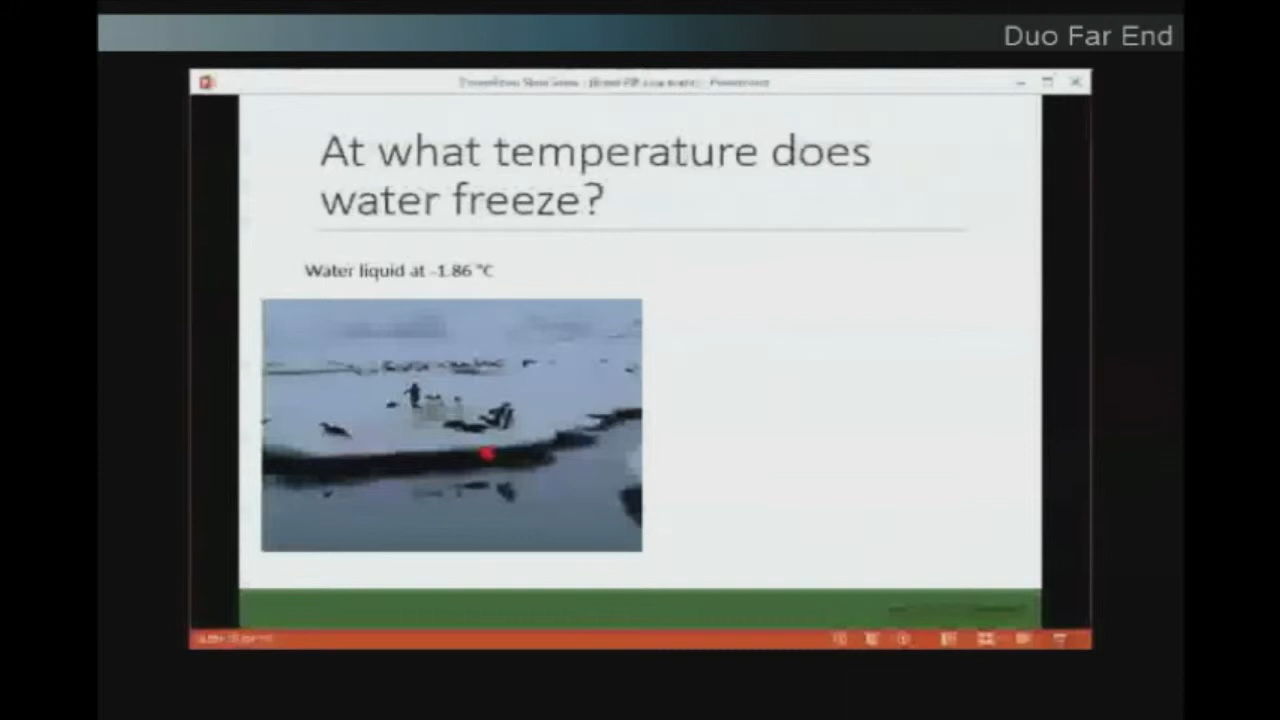 Duo Far End
At what temperature does
water freeze?
Water liquid at -1.86 °C